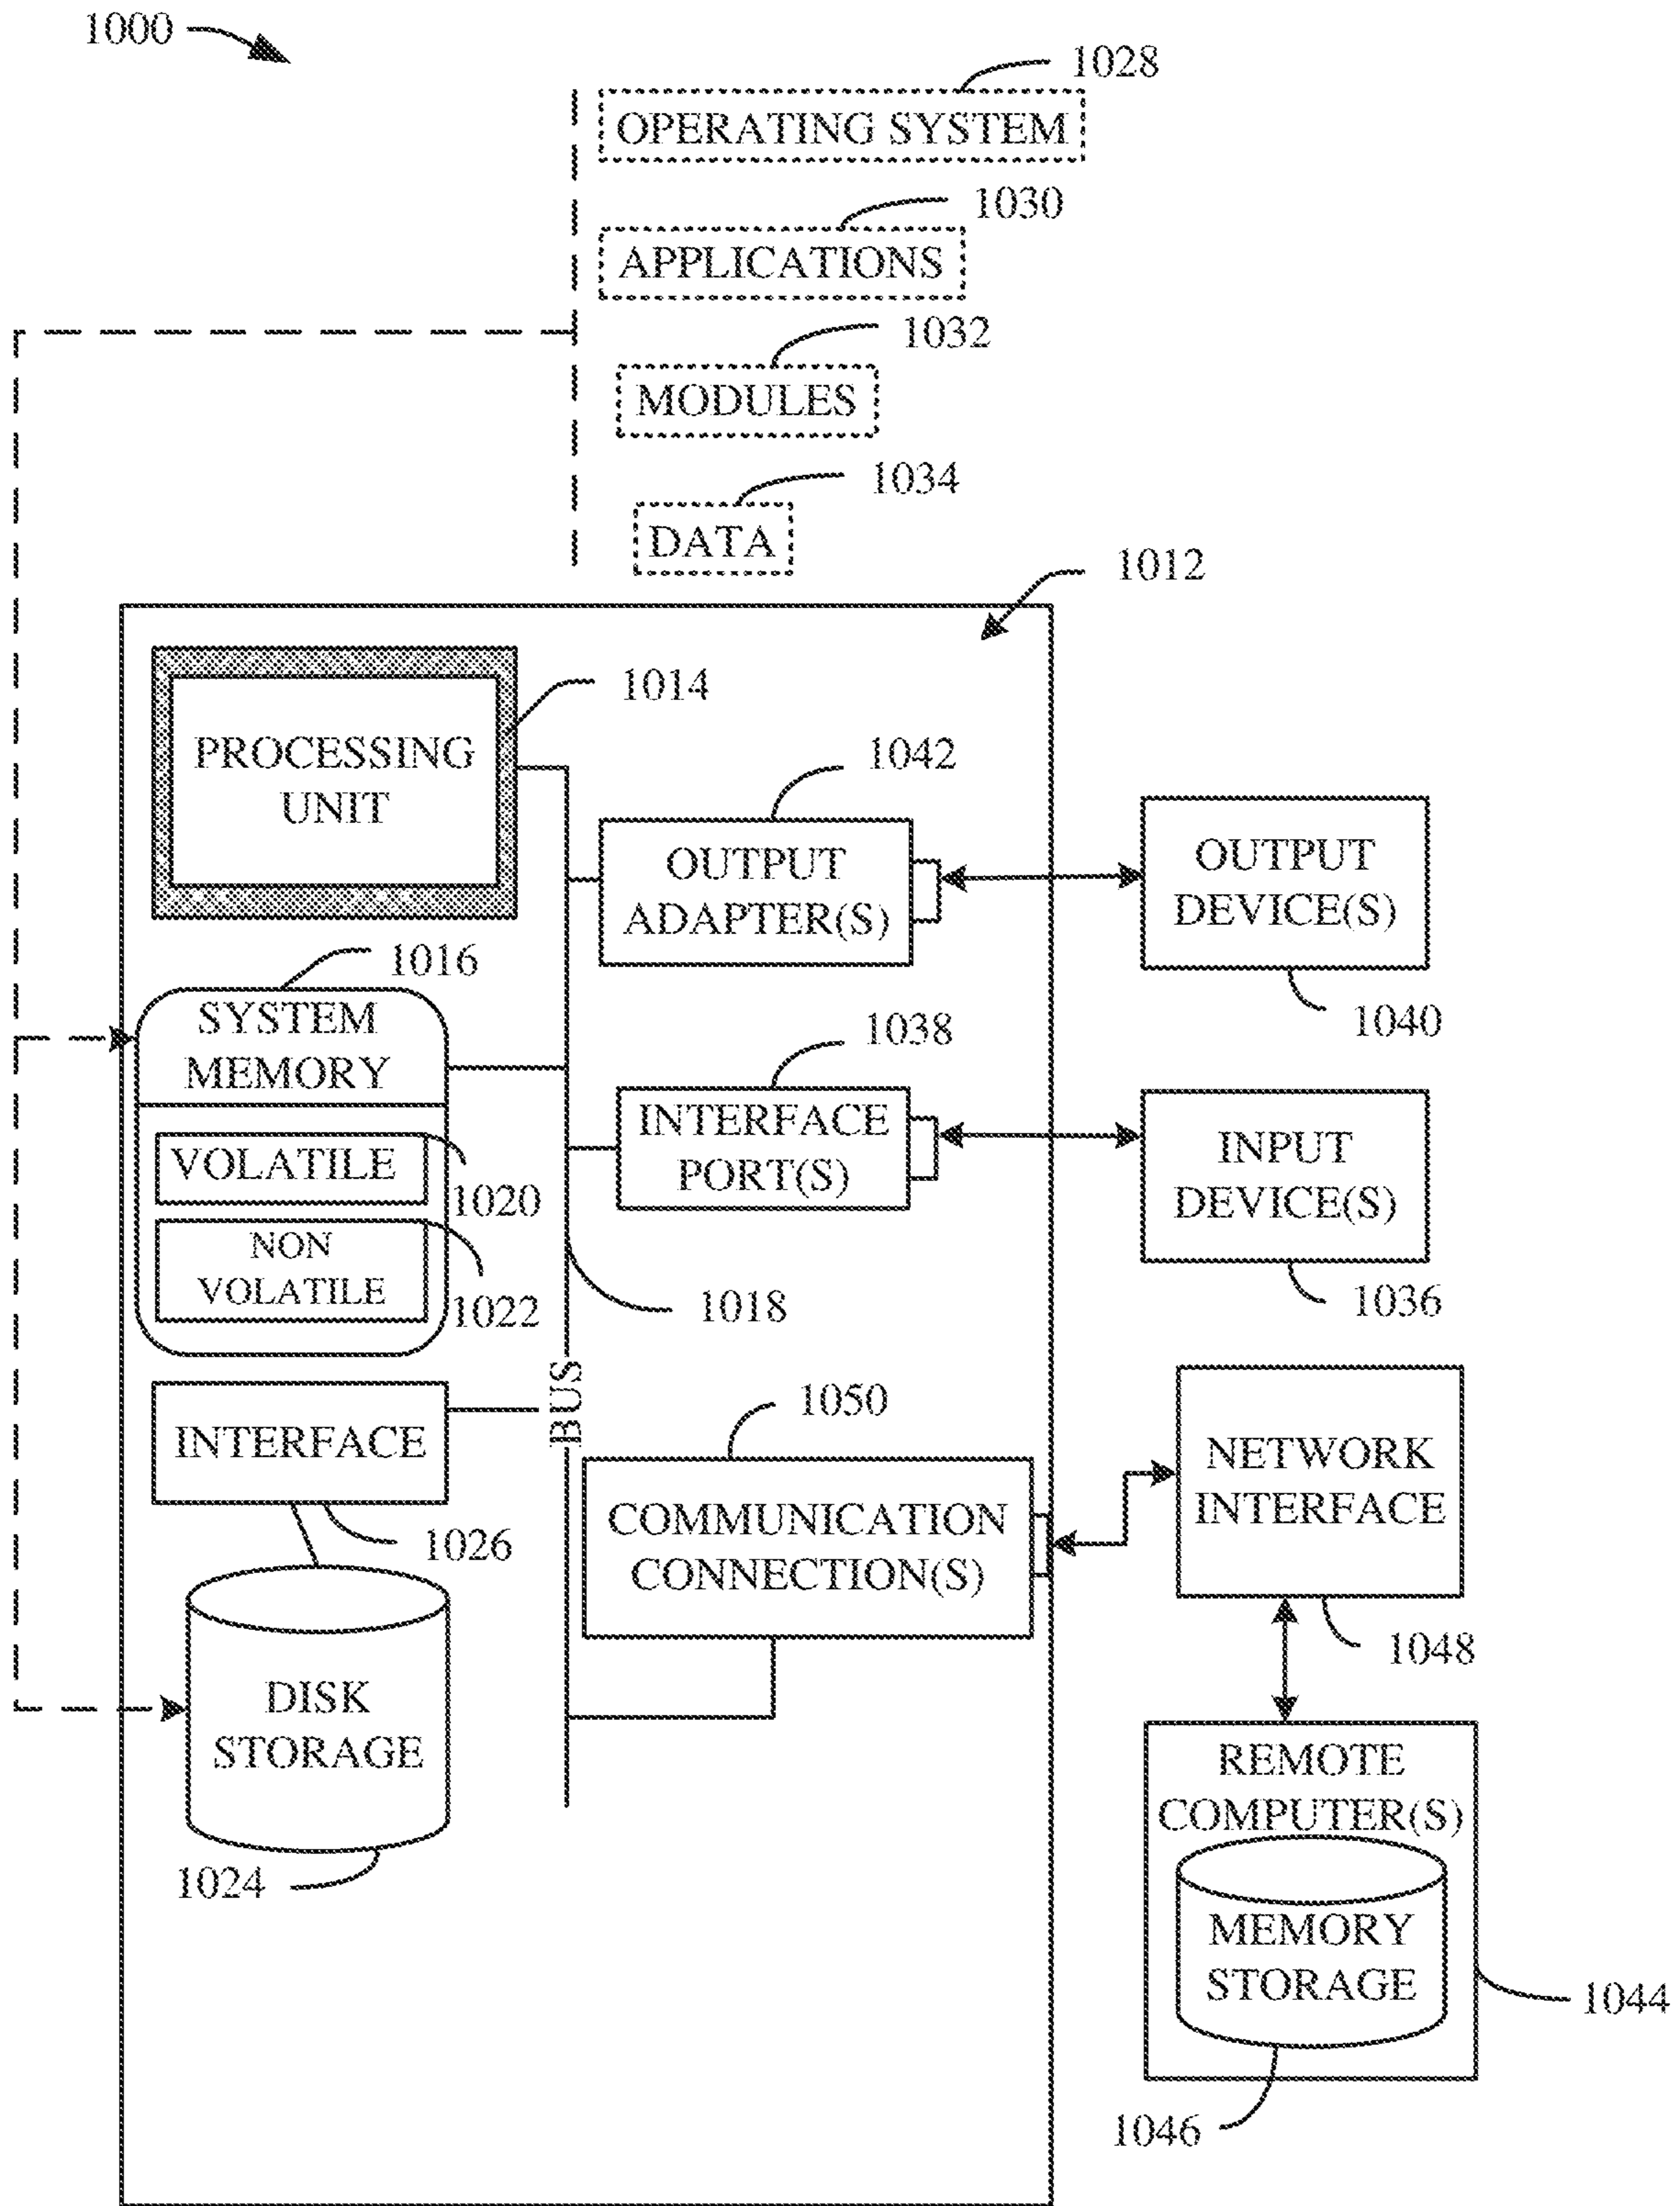 1000
1028
OPERATING SYSTEM
1030
APPLICATIONS
1032
MODULES
1034
DATA
1012
1014
PROCESSING
UNIT
1042
OUTPUT
ADAPTER(S)
OUTPUT
DEVICE(S)
1040
1016
SYSTEM
MEMORY
VOLATILE
1020
NON
VOLATILE
1022
1038
INTERFACE
PORT(S)
INPUT
DEVICE(S)
1036
1018
BUS
INTERFACE
1026
1050
COMMUNICATION
CONNECTION(S)
NETWORK
INTERFACE
1048
DISK
STORAGE
1024
REMOTE
COMPUTER(S)
MEMORY
STORAGE
1044
1046